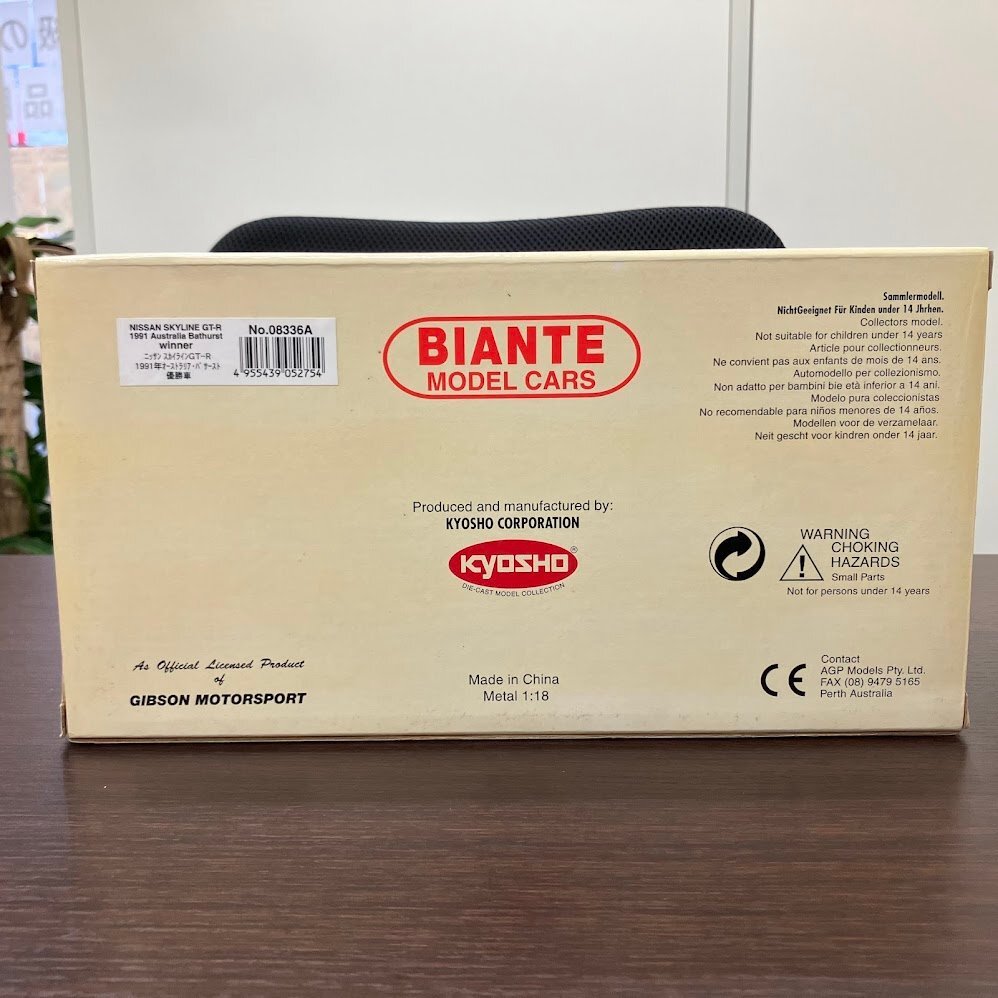 級の
品
NISSAN SKYLINE GT-R
1991 Australia Bathurst
winner
ニッサン スカイラインGT-R
1991年オーストラリア・バサースト
優勝車
No.08336A
4 955439 052754
BIANTE
MODEL CARS
Sammlermodell.
NichtGeeignet Für Kinden under 14 Jhrhen.
Collectors model.
Not suitable for children under 14 years
Article pour collectionneurs.
Ne convient pas aux enfants de mois de 14 ans.
Automodello per collezionismo.
Non adatto per bambini bie età inferior a 14 ani.
Modelo pura coleccionistas
No recomendable para niños menores de 14 años.
Modellen voor de verzamelaar.
Neit gescht voor kindren onder 14 jaar.
Produced and manufactured by:
KYOSHO CORPORATION
KYOSHO®
DIE-CAST MODEL COLLECTION
WARNING
CHOKING
HAZARDS
Small Parts
Not for persons under 14 years
As Official Licensed Product
of
GIBSON MOTORSPORT
Made in China
Metal 1:18
CE
Contact
AGP Models Pty. Ltd.
FAX (08) 9479 5165
Perth Australia